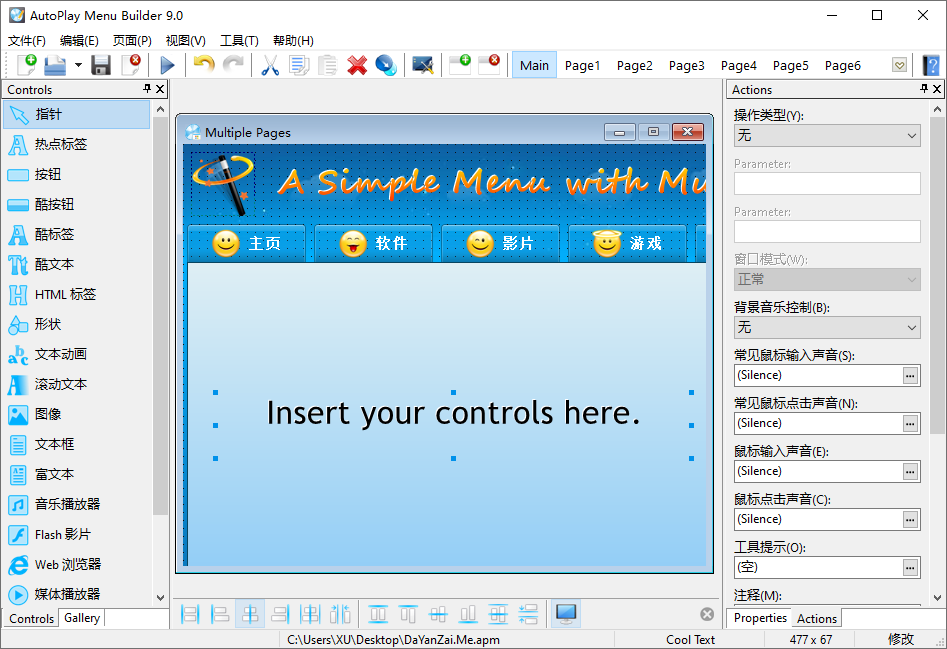 AutoPlay Menu Builder 9.0
文件(F) 编辑(E) 页面(P) 视图(V) 工具(T) 帮助(H)
Main Page1 Page2 Page3 Page4 Page5 Page6
Controls
指针
热点标签
按钮
酷按钮
酷标签
酷文本
HTML 标签
形状
文本动画
滚动文本
图像
文本框
富文本
音乐播放器
Flash 影片
Web 浏览器
媒体播放器
Controls Gallery
Multiple Pages
A Simple Menu with Mu
主页 软件 影片 游戏
Insert your controls here.
Actions
操作类型(Y):
无
Parameter:
Parameter:
窗口模式(W):
正常
背景音乐控制(B):
无
常见鼠标输入声音(S):
(Silence)
常见鼠标点击声音(N):
(Silence)
鼠标输入声音(E):
(Silence)
鼠标点击声音(C):
(Silence)
工具提示(O):
(空)
注释(M):
Properties Actions
C:\Users\XU\Desktop\DaYanZai.Me.apm Cool Text 477 x 67 修改